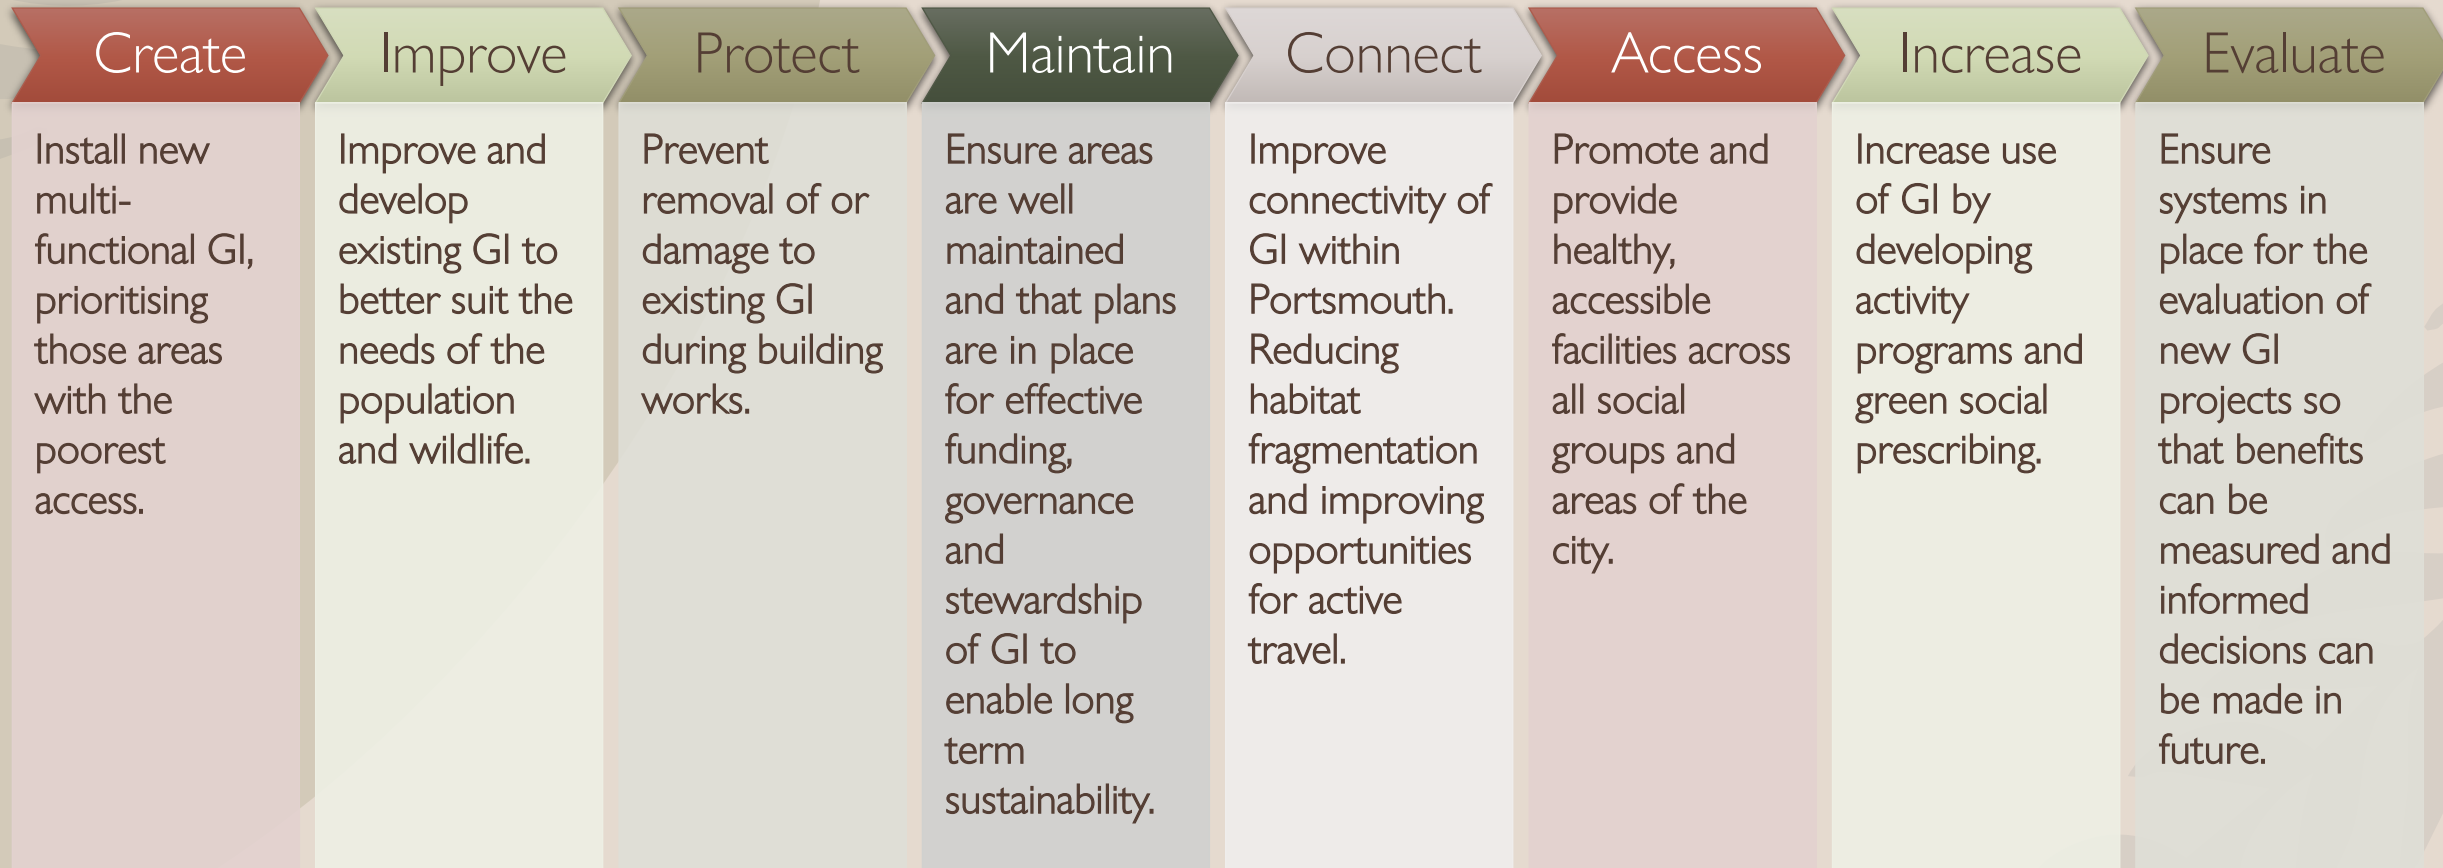 Create
Install new
multi-
functional GI,
prioritising
those areas
with the
poorest
access.
Improve
Improve and
develop
existing GI to
better suit the
needs of the
population
and wildlife.
Protect
Prevent
removal of or
damage to
existing GI
during building
works.
Maintain
Ensure areas
are well
maintained
and that plans
are in place
for effective
funding,
governance
and
stewardship
of GI to
enable long
term
sustainability.
Connect
Improve
connectivity of
GI within
Portsmouth.
Reducing
habitat
fragmentation
and improving
opportunities
for active
travel.
Access
Promote and
provide
healthy,
accessible
facilities across
all social
groups and
areas of the
city.
Increase
Increase use
of GI by
developing
activity
programs and
green social
prescribing.
Evaluate
Ensure
systems in
place for the
evaluation of
new GI
projects so
that benefits
can be
measured and
informed
decisions can
be made in
future.